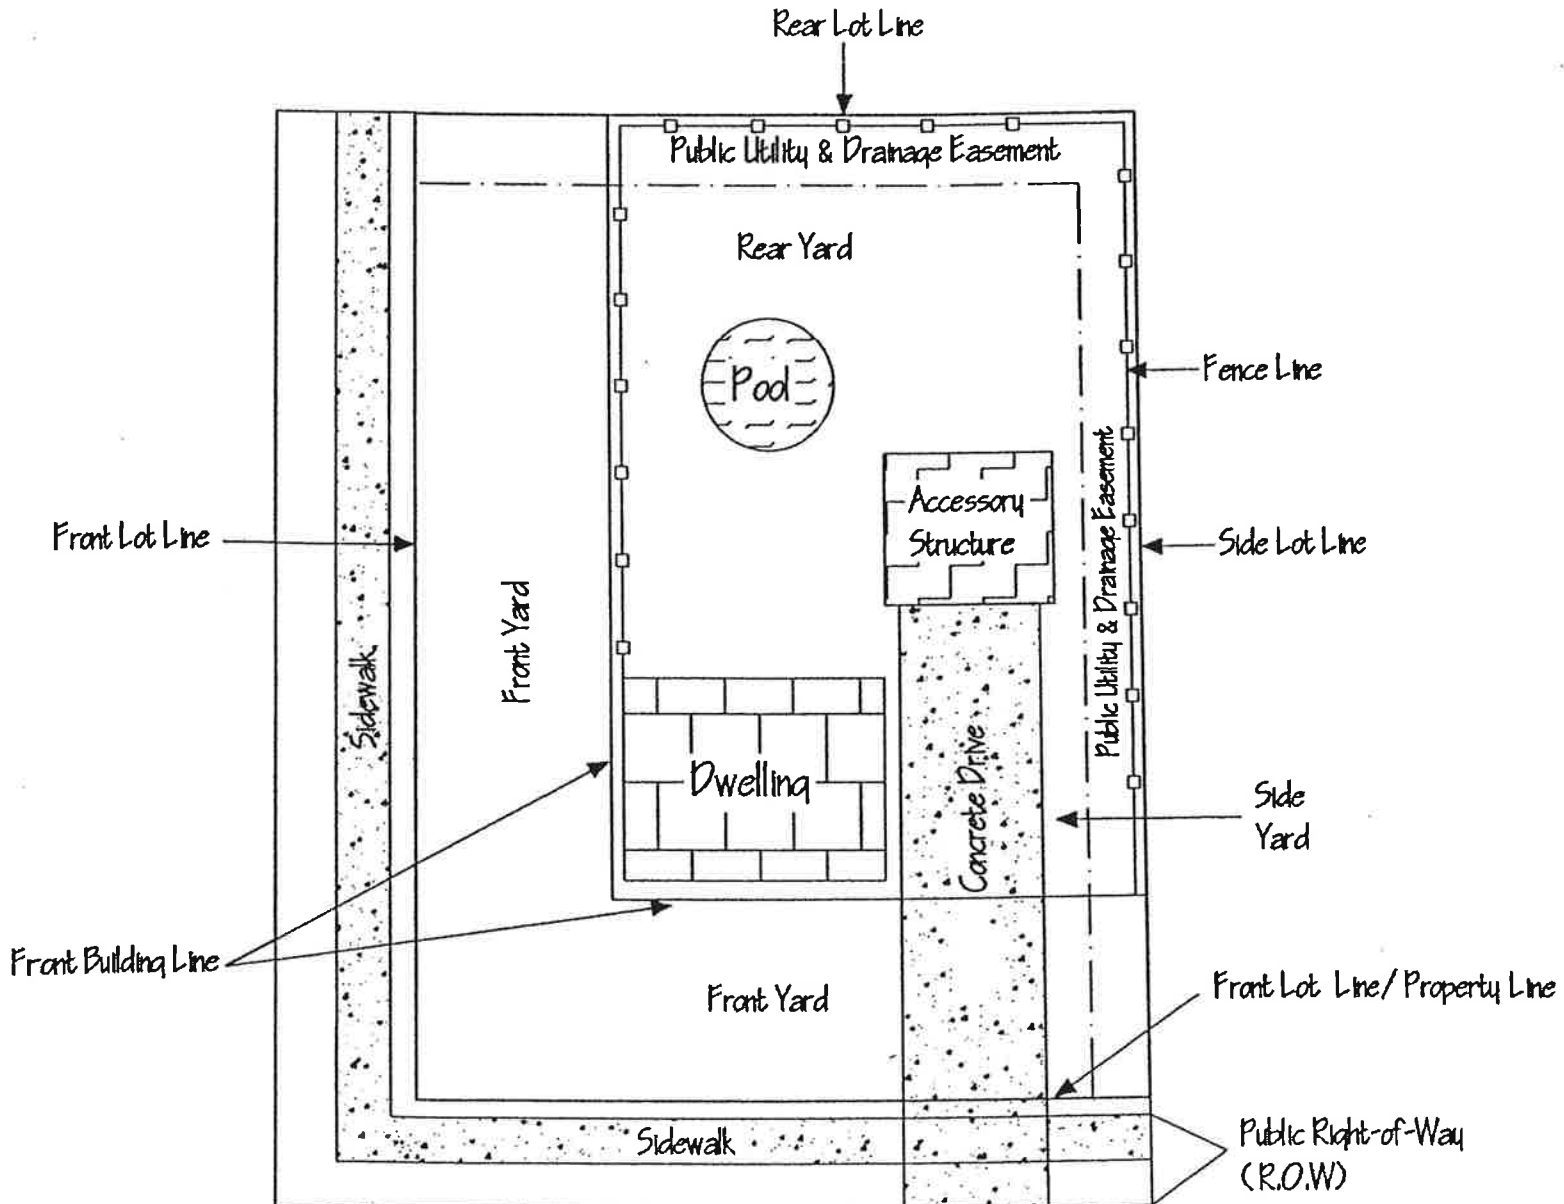 Rear Lot Line
Public Utility & Drainage Easement
Rear Yard
Pool
Fence Line
Accessory
Structure
Public Utility & Drainage Easement
Front Lot Line
Side Lot Line
Front Yard
Sidewalk
Dwelling
Concrete Drive
Side
Yard
Front Building Line
Front Yard
Front Lot Line/Property Line
Sidewalk
Public Right-of-Way
(R.O.W)